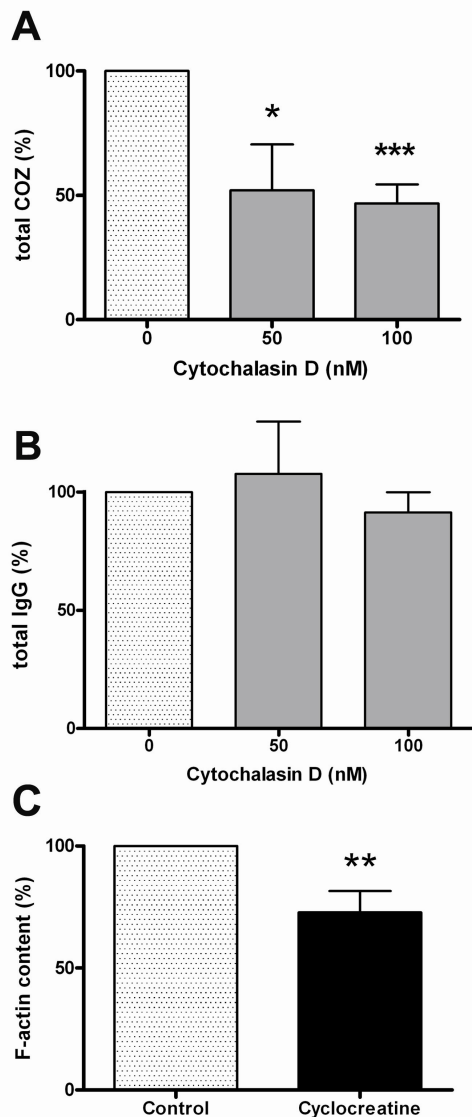 A
total COZ (%)
100
50
0
*
***
0 50 100
Cytochalasin D (nM)
B
total IgG (%)
100
50
0
0 50 100
Cytochalasin D (nM)
C
F-actin content (%)
100
50
0
**
Control Cyclocreatine